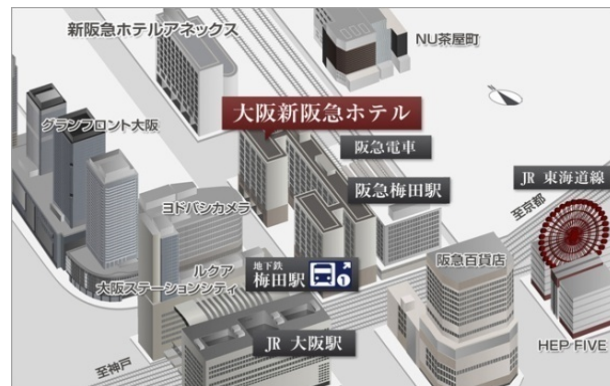 新阪急ホテルアネックス
NU茶屋町
大阪新阪急ホテル
グランフロント大阪
阪急電車
阪急梅田駅
JR 東海道線
至京都
ヨドバシカメラ
ルクア
大阪ステーションシティ
地下鉄
梅田駅
1
阪急百貨店
JR 大阪駅
HEP FIVE
至神戸